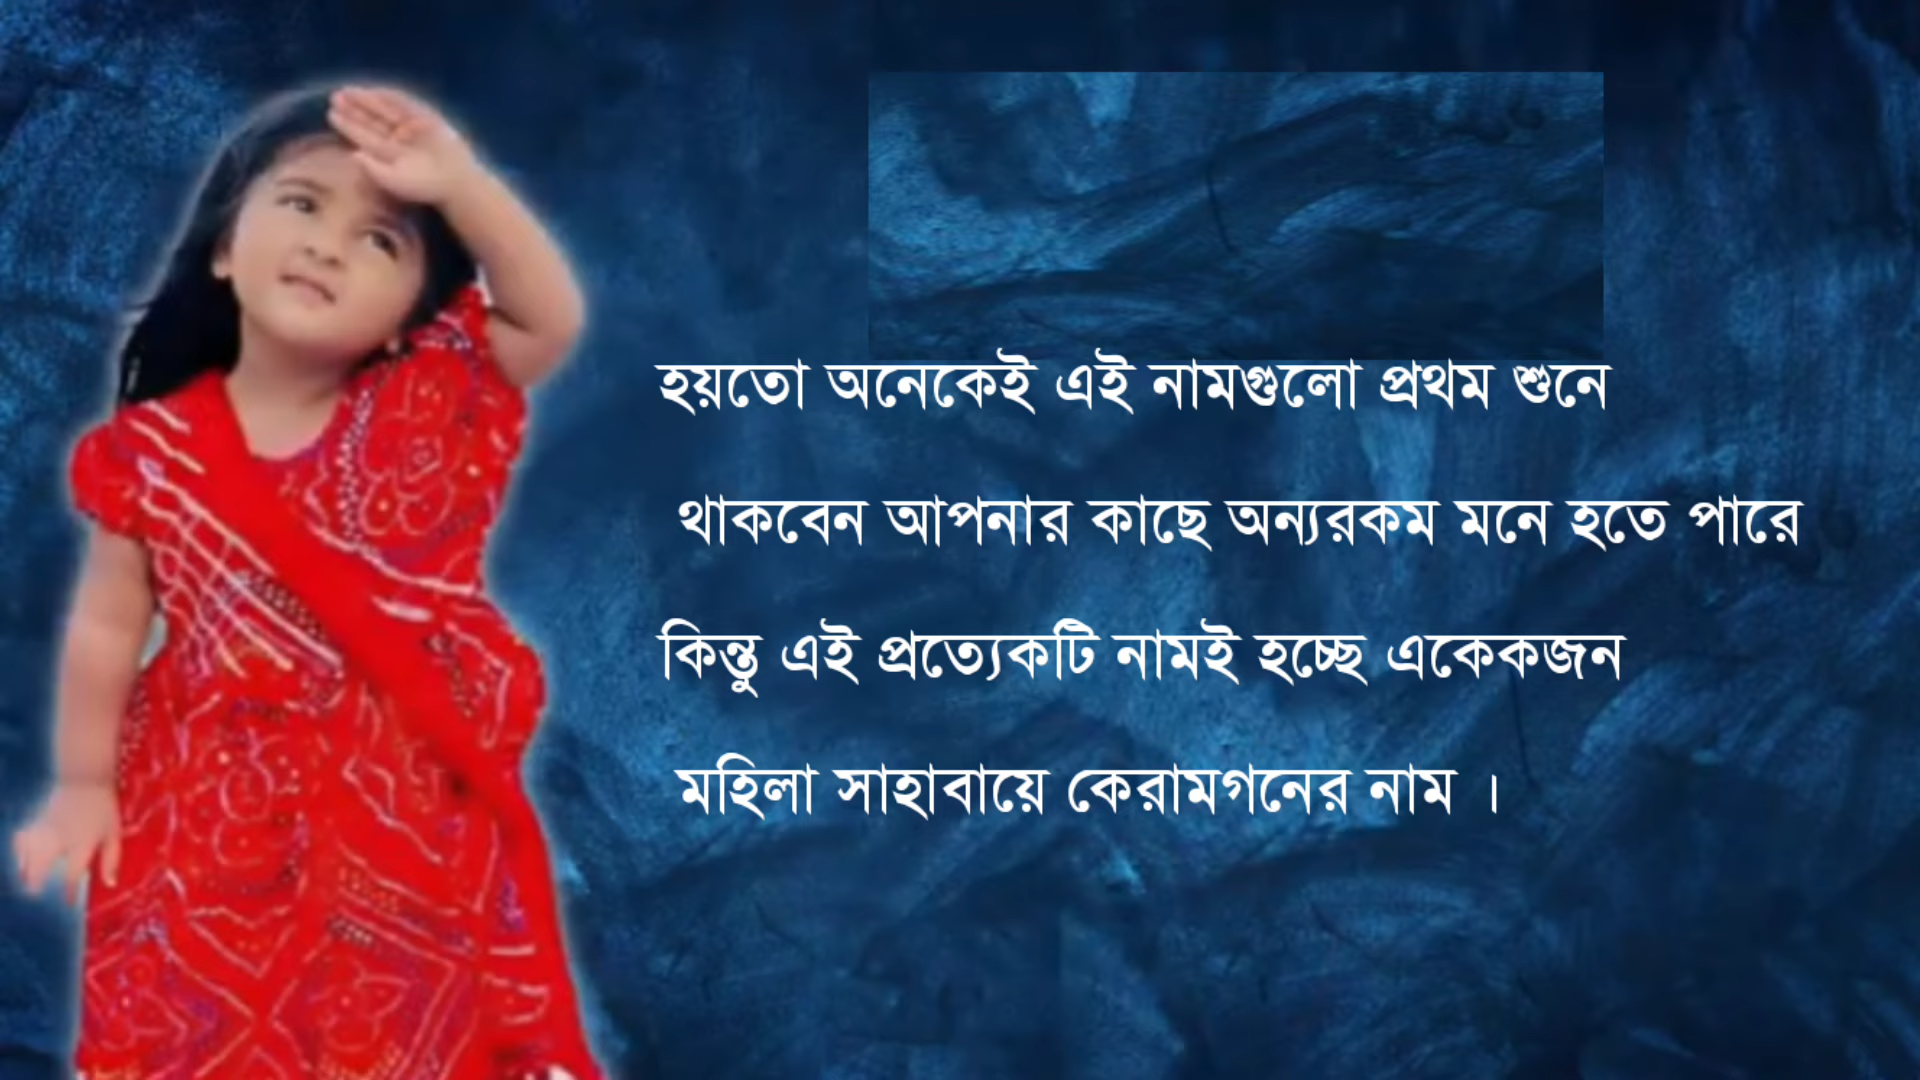 হয়তো অনেকেই এই নামগুলো প্রথম শুনে
থাকবেন আপনার কাছে অন্যরকম মনে হতে পারে
কিন্তু এই প্রত্যেকটি নামই হচ্ছে একেকজন
মহিলা সাহাবায়ে কেরামগনের নাম ।